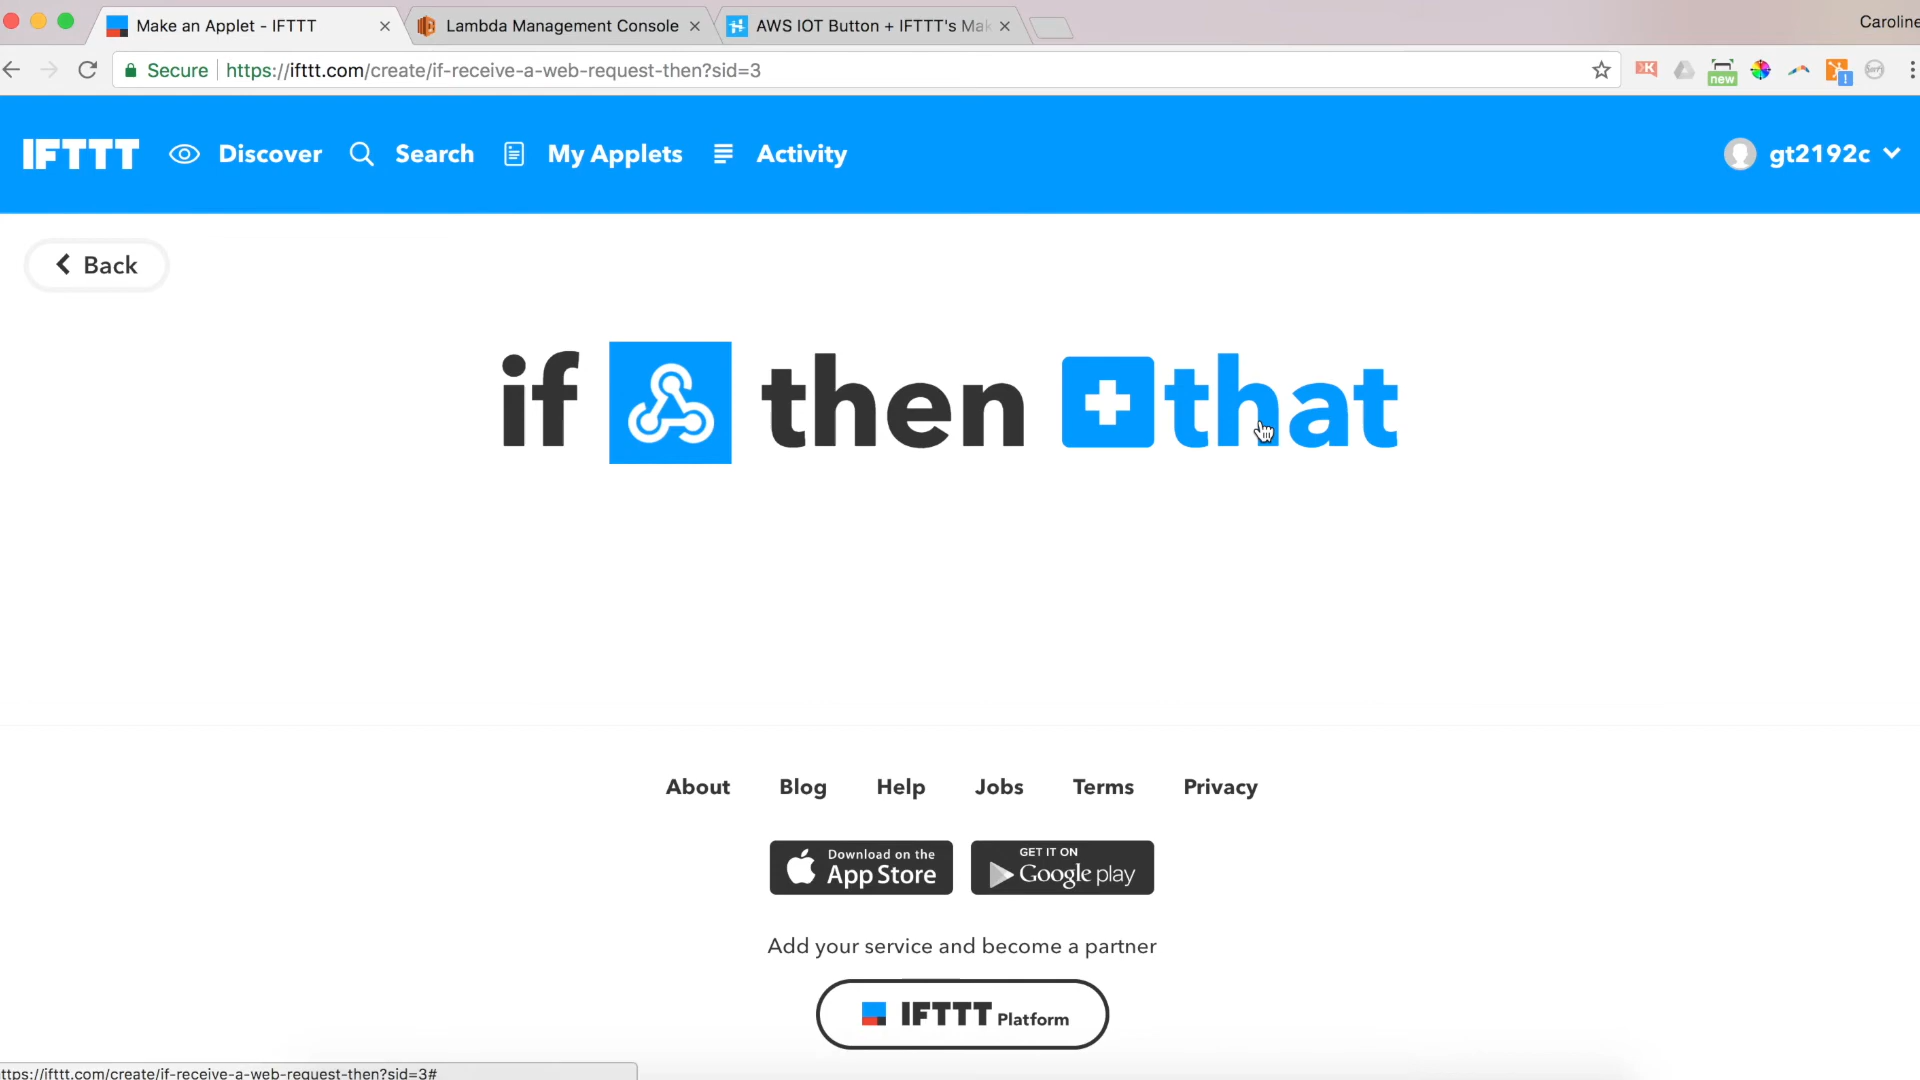 Make an Applet - IFTTT
Lambda Management Console
AWS IOT Button + IFTTT's Mak
Caroline
Secure
https://ifttt.com/create/if-receive-a-web-request-then?sid=3
new
IFTTT
Discover
Search
My Applets
Activity
gt2192c
Back
if then that
About
Blog
Help
Jobs
Terms
Privacy
Download on the
App Store
GET IT ON
Google play
Add your service and become a partner
IFTTT Platform
ttps://ifttt.com/create/if-receive-a-web-request-then?sid=3#